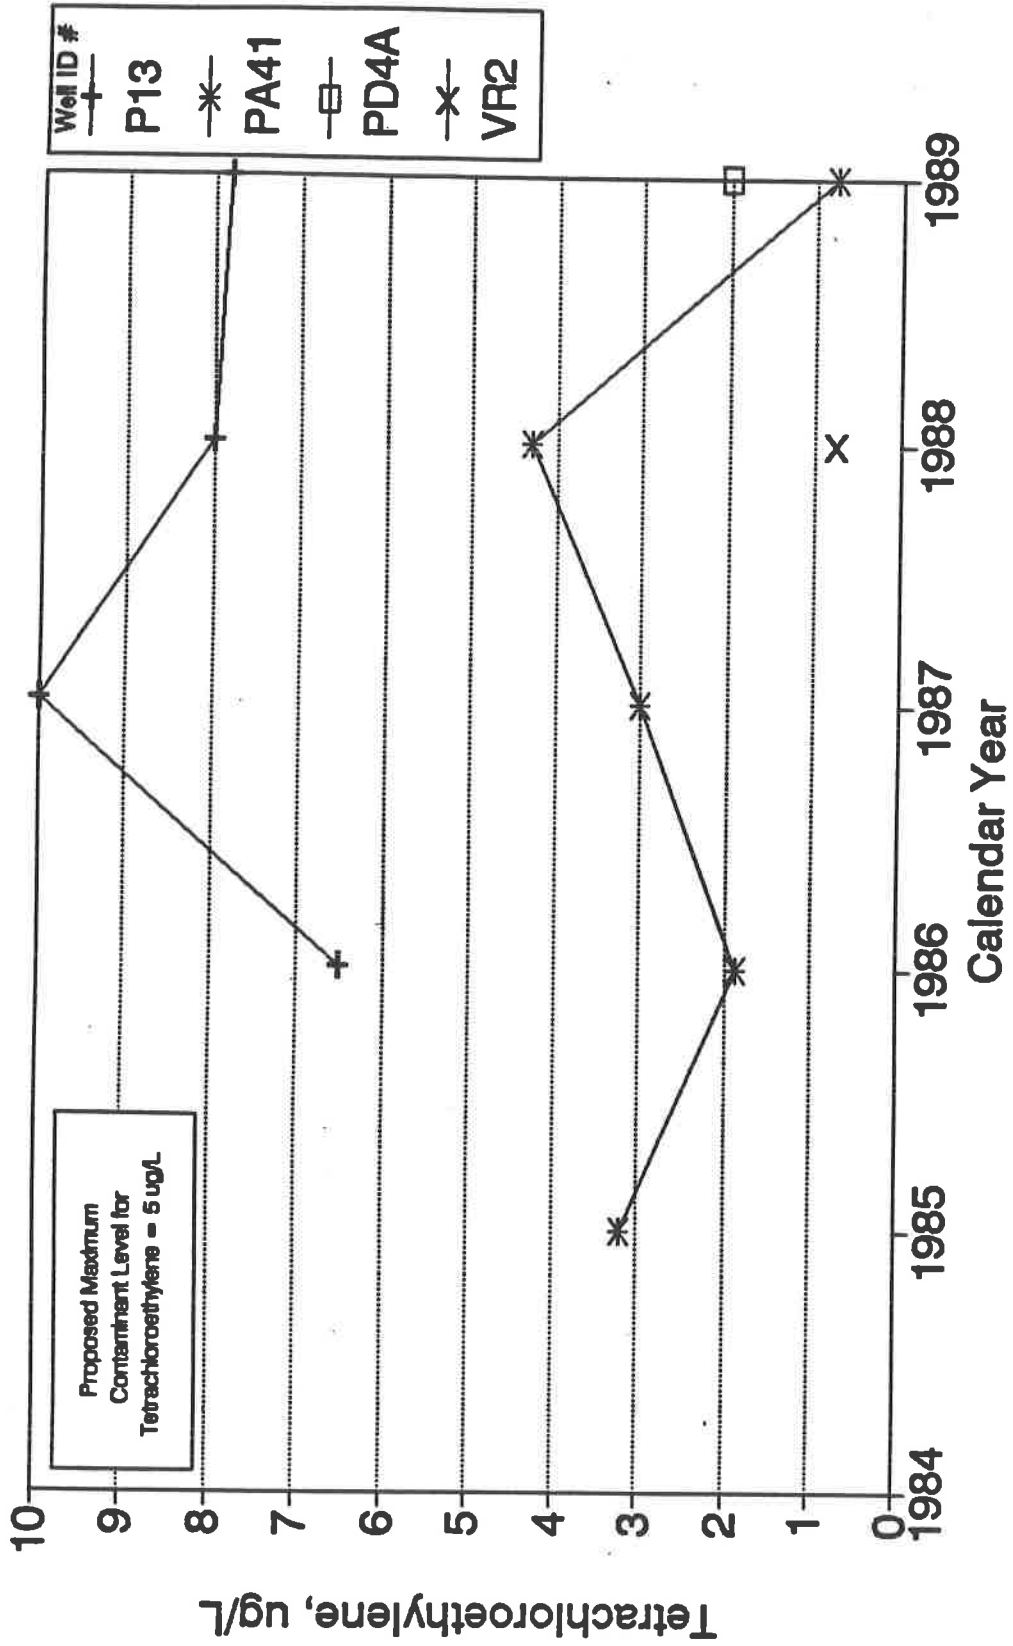 Well ID #
P13
PA41
PD4A
VR2
Proposed Maximum
Contaminant Level for
Tetrachloroethylene = 5 ug/L
Tetrachloroethylene, ug/L
10
9
8
7
6
5
4
3
2
1
0
1984
1985
1986
1987
1988
1989
Calendar Year